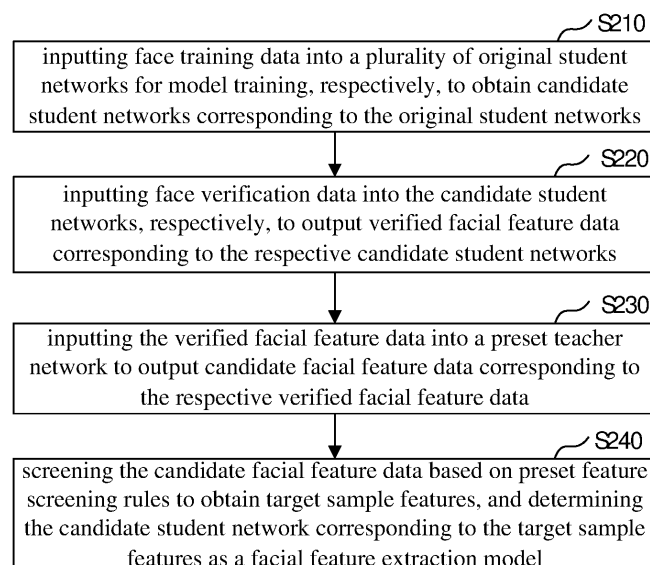 S210
inputting face training data into a plurality of original student
networks for model training, respectively, to obtain candidate
student networks corresponding to the original student networks
S220
inputting face verification data into the candidate student
networks, respectively, to output verified facial feature data
corresponding to the respective candidate student networks
S230
inputting the verified facial feature data into a preset teacher
network to output candidate facial feature data corresponding to
the respective verified facial feature data
S240
screening the candidate facial feature data based on preset feature
screening rules to obtain target sample features, and determining
the candidate student network corresponding to the target sample
features as a facial feature extraction model